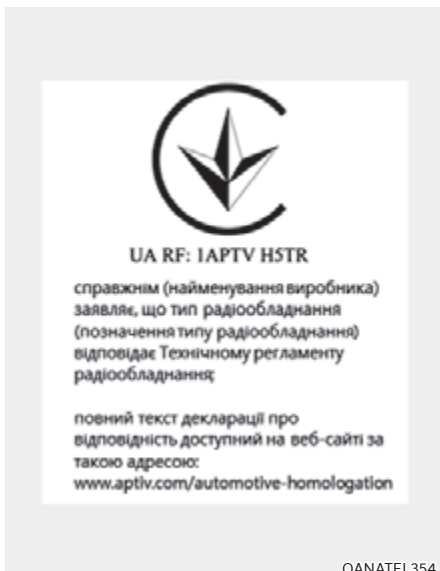 UA RF: 1APTV H5TR
справжнім (найменування виробника)
заявляє, що тип радіообладнання
(позначення типу радіообладнання)
відповідає Технічному регламенту
радіообладнання;
повний текст декларації про
відповідність доступний на веб-сайті за
такою адресою:
www.aptiv.com/automotive-homologation
OANATEL354